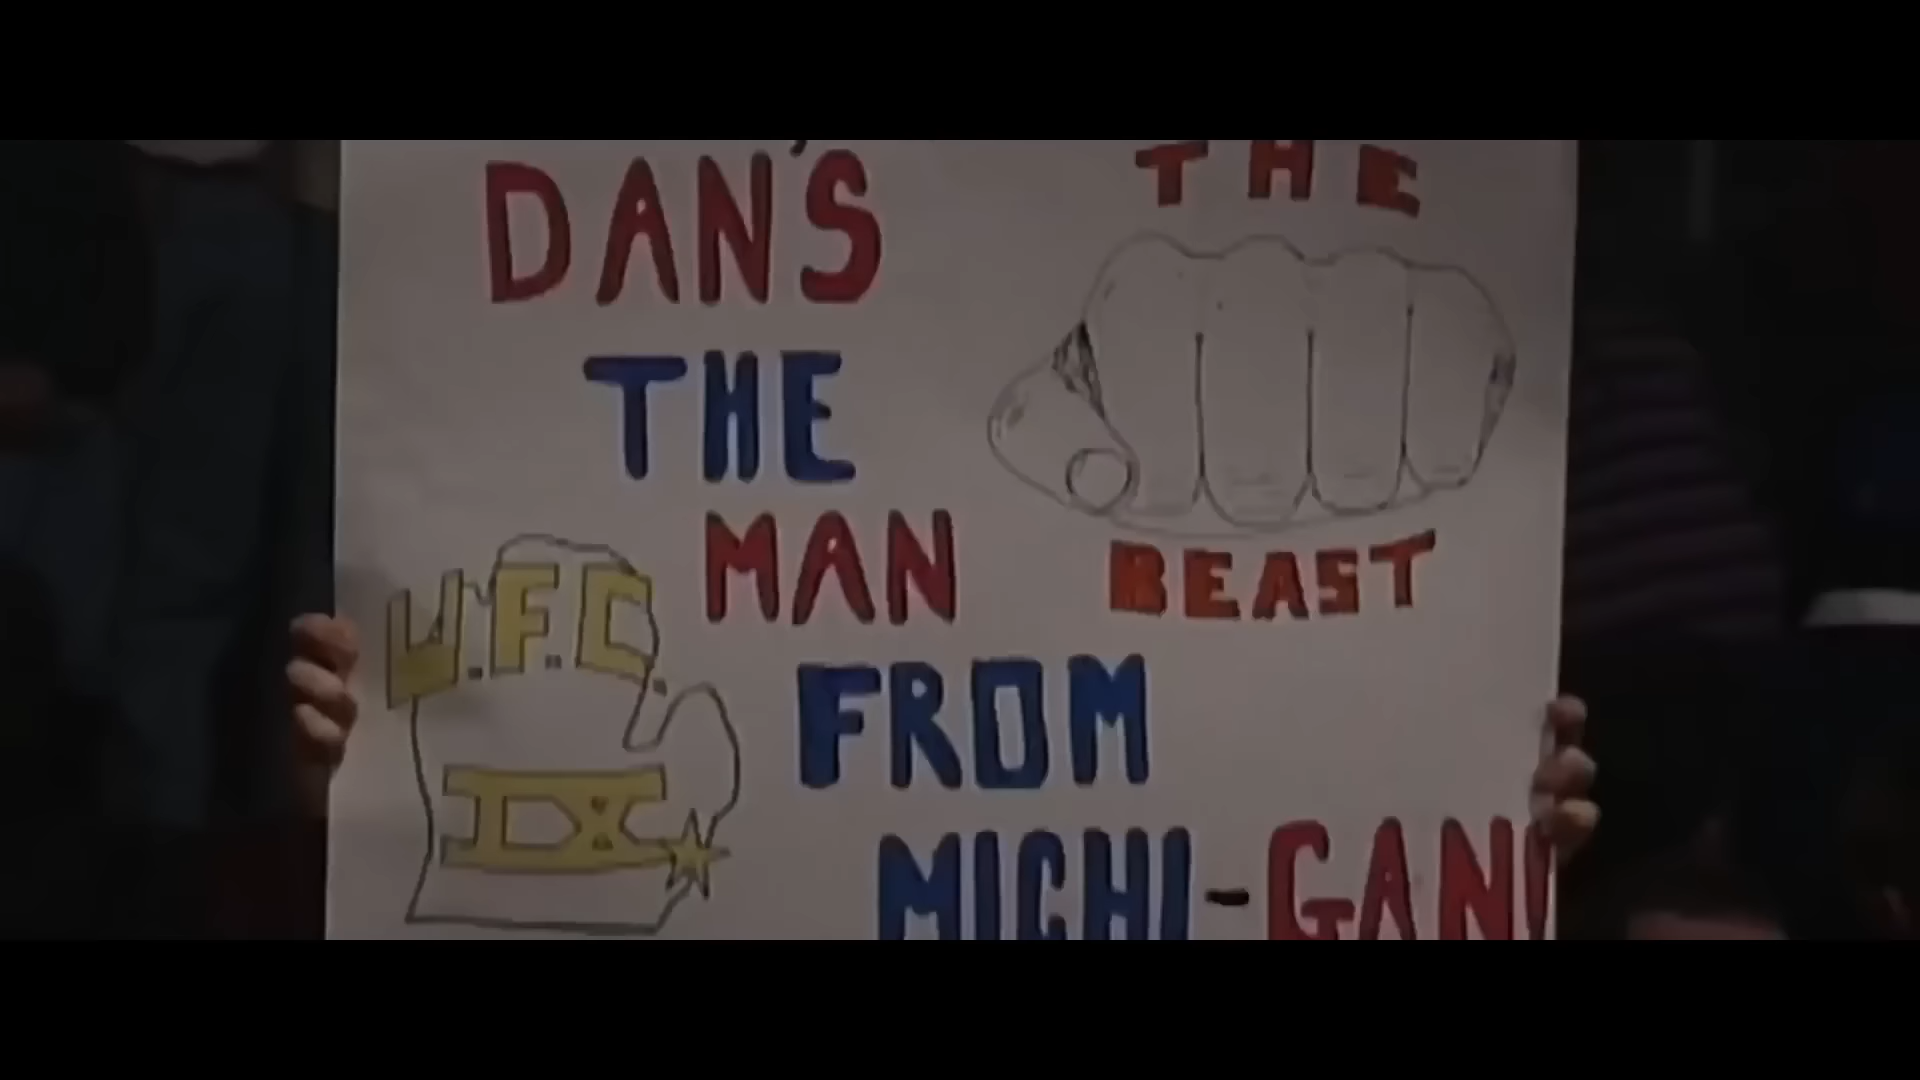 DAN'S
THE
MAN
FROM
MICHI-GAN!
THE
BEAST
U.F.C.
IX